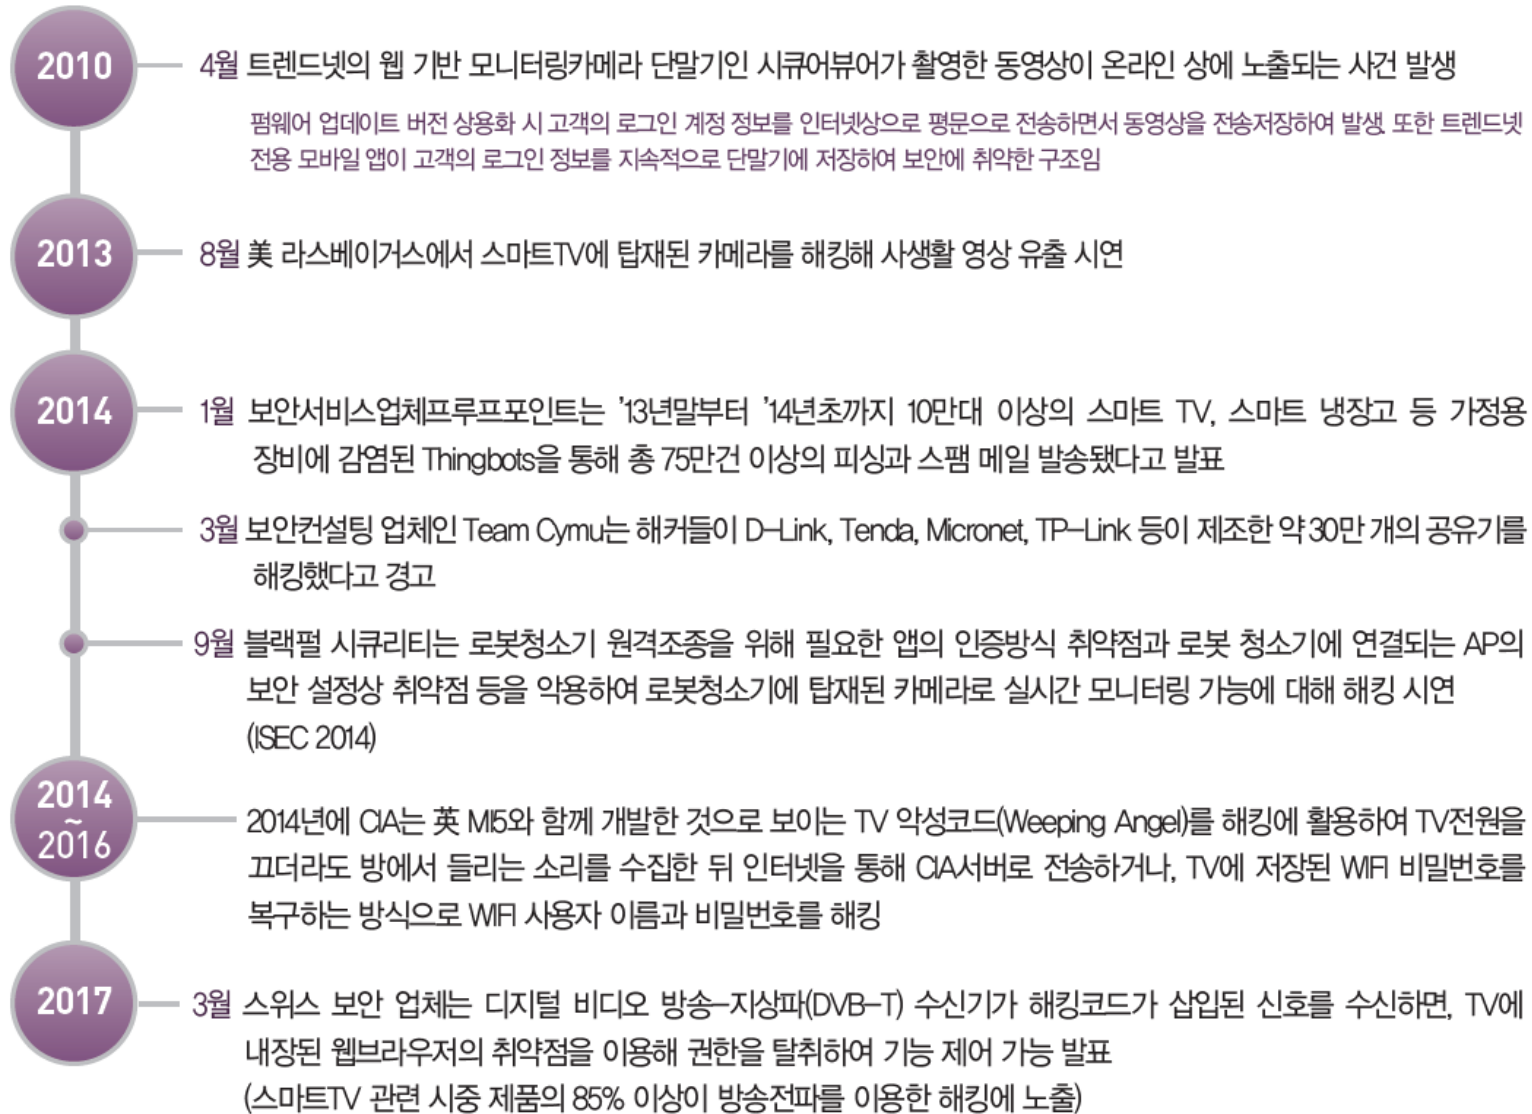 2010
4월 트렌드넷의 웹 기반 모니터링카메라 단말기인 시큐어뷰어가 촬영한 동영상이 온라인 상에 노출되는 사건 발생
펌웨어 업데이트 버전 상용화 시 고객의 로그인 계정 정보를 인터넷상으로 평문으로 전송하면서 동영상을 전송저장하여 발생. 또한 트렌드넷
전용 모바일 앱이 고객의 로그인 정보를 지속적으로 단말기에 저장하여 보안에 취약한 구조임
2013
8월 美 라스베이거스에서 스마트TV에 탑재된 카메라를 해킹해 사생활 영상 유출 시연
2014
1월 보안서비스업체프루프포인트는 '13년말부터 '14년초까지 10만대 이상의 스마트 TV, 스마트 냉장고 등 가정용
장비에 감염된 Thingbots을 통해 총 75만건 이상의 피싱과 스팸 메일 발송됐다고 발표
3월 보안컨설팅 업체인 Team Cymu는 해커들이 D-Link, Tenda, Micronet, TP-Link 등이 제조한 약 30만 개의 공유기를
해킹했다고 경고
9월 블랙펄 시큐리티는 로봇청소기 원격조종을 위해 필요한 앱의 인증방식 취약점과 로봇 청소기에 연결되는 AP의
보안 설정상 취약점 등을 악용하여 로봇청소기에 탑재된 카메라로 실시간 모니터링 가능에 대해 해킹 시연
(ISEC 2014)
2014
~
2016
2014년에 CIA는 英 MI5와 함께 개발한 것으로 보이는 TV 악성코드(Weeping Angel)를 해킹에 활용하여 TV전원을
끄더라도 방에서 들리는 소리를 수집한 뒤 인터넷을 통해 CIA서버로 전송하거나, TV에 저장된 WIFI 비밀번호를
복구하는 방식으로 WIFI 사용자 이름과 비밀번호를 해킹
2017
3월 스위스 보안 업체는 디지털 비디오 방송-지상파(DVB-T) 수신기가 해킹코드가 삽입된 신호를 수신하면, TV에
내장된 웹브라우저의 취약점을 이용해 권한을 탈취하여 기능 제어 가능 발표
(스마트TV 관련 시중 제품의 85% 이상이 방송전파를 이용한 해킹에 노출)